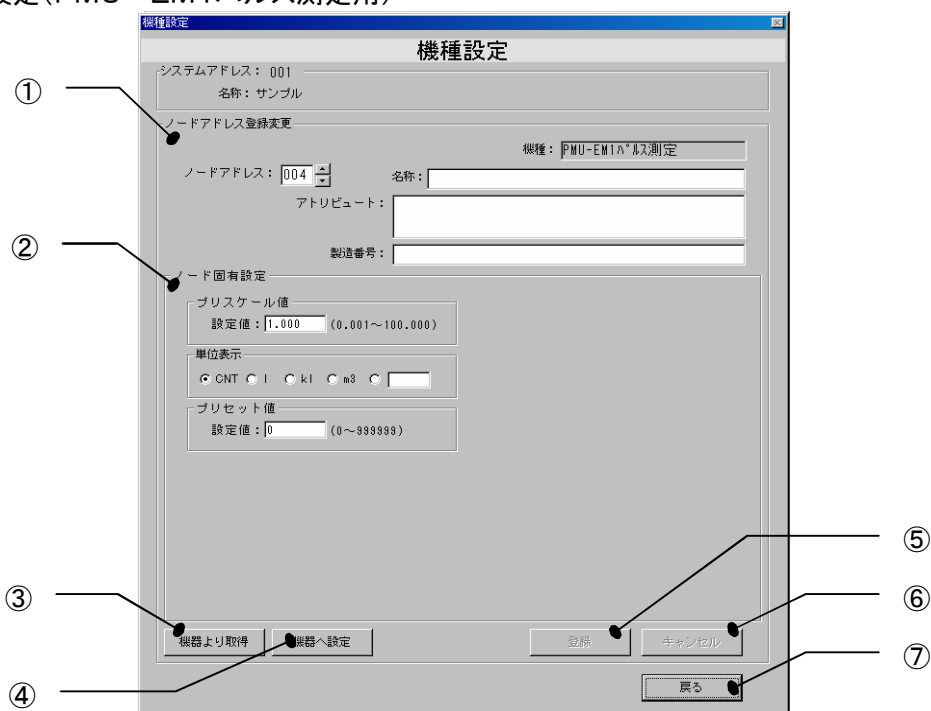 設定(PMU-EM1パルス測定用)
機種設定
機種設定
システムアドレス: 001
名称: サンプル
①
ノードアドレス登録変更
機種: PMU-EM1パルス測定
ノードアドレス: 004
名称:
アトリビュート:
製造番号:
②
ノード固有設定
プリスケール値
設定値: 1.000 (0.001~100.000)
単位表示
CNT l kl m3
プリセット値
設定値: 0 (0~999999)
⑤
③
⑥
機器より取得 機器へ設定 登録 キャンセル
⑦
④
戻る